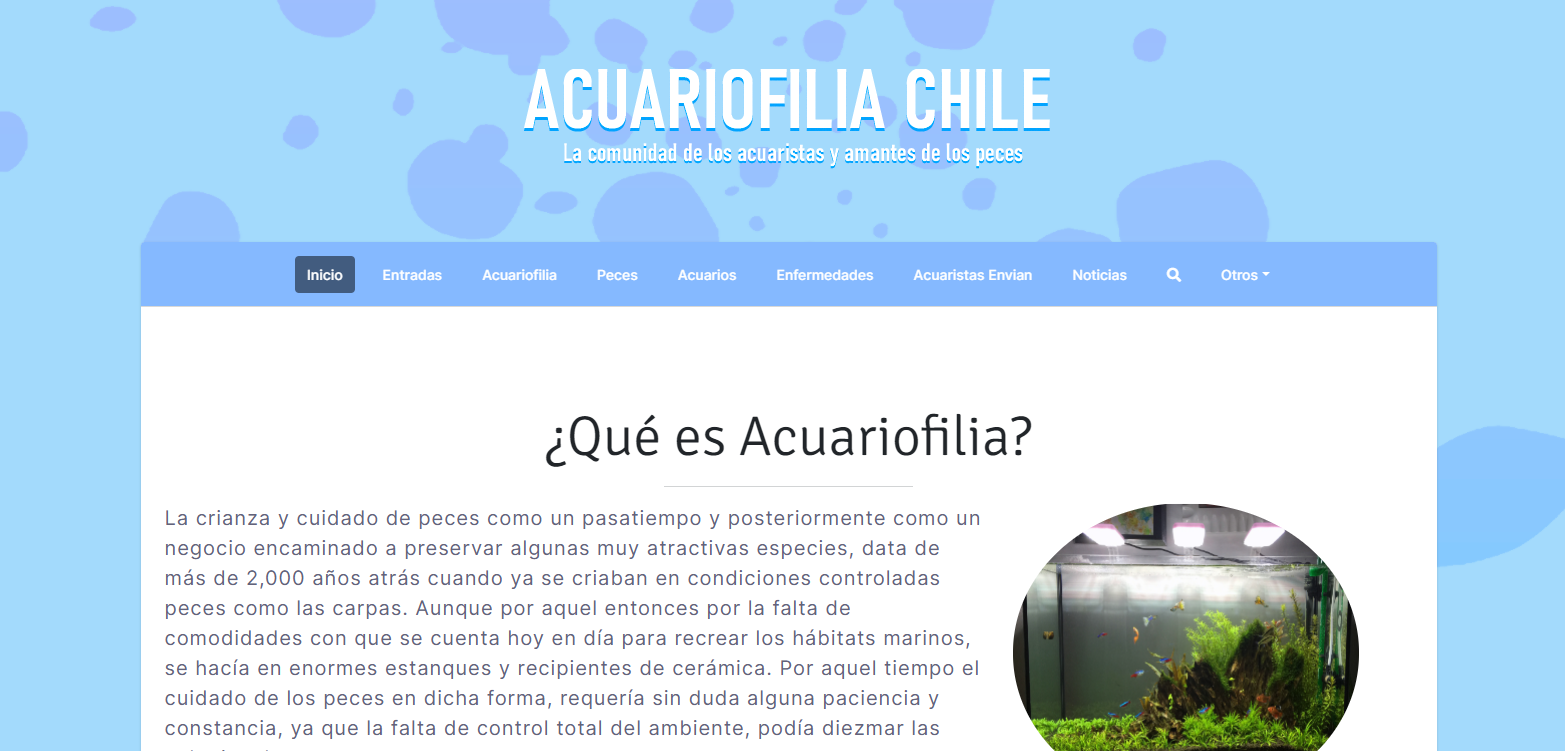 ACUARIOFILIA CHILE
La comunidad de los acuaristas y amantes de los peces
Inicio Entradas Acuariofilia Peces Acuarios Enfermedades Acuaristas Envian Noticias Otros
¿Qué es Acuariofilia?
La crianza y cuidado de peces como un pasatiempo y posteriormente como un
negocio encaminado a preservar algunas muy atractivas especies, data de
más de 2,000 años atrás cuando ya se criaban en condiciones controladas
peces como las carpas. Aunque por aquel entonces por la falta de
comodidades con que se cuenta hoy en día para recrear los hábitats marinos,
se hacía en enormes estanques y recipientes de cerámica. Por aquel tiempo el
cuidado de los peces en dicha forma, requería sin duda alguna paciencia y
constancia, ya que la falta de control total del ambiente, podía diezmar las